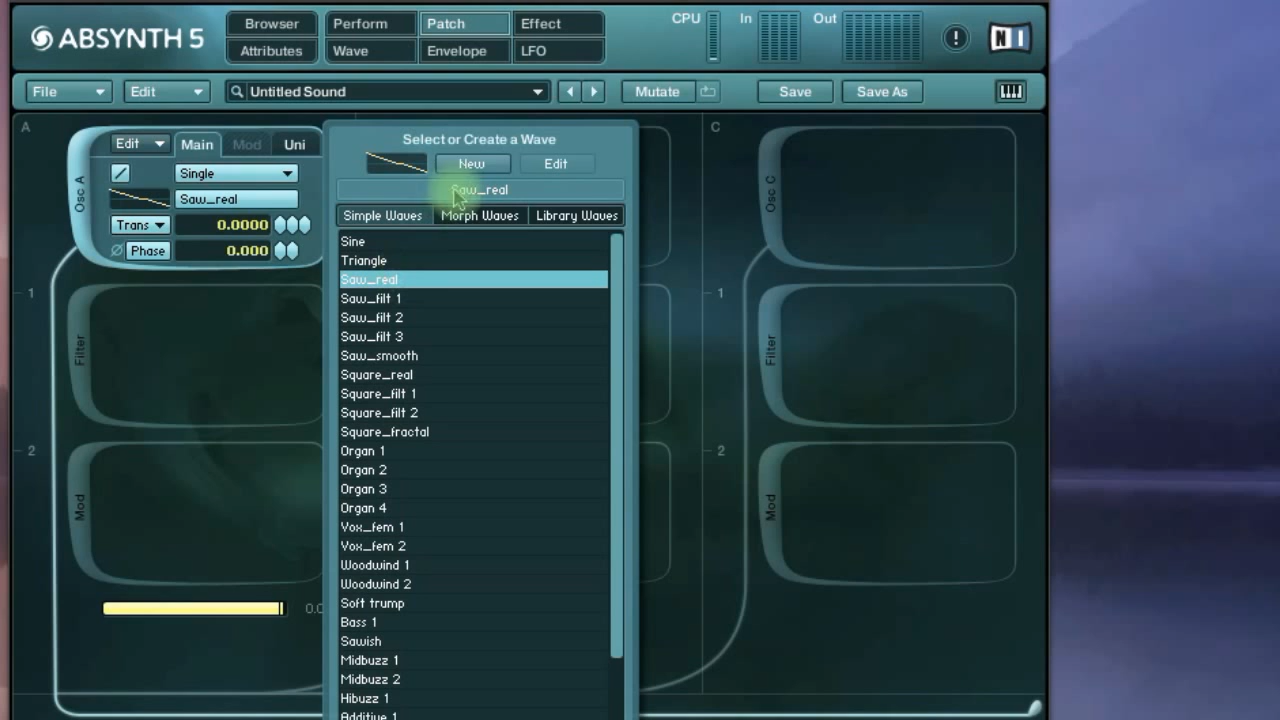 ABSYNTH 5
Browser
Perform
Patch
Effect
Attributes
Wave
Envelope
LFO
CPU
In
Out
!
N I
File
Edit
Untitled Sound
Mutate
Save
Save As
A
C
Osc A
Edit
Main
Mod
Uni
Single
Saw_real
Trans
0.0000
Phase
0.000
Select or Create a Wave
New
Edit
Saw_real
Simple Waves
Morph Waves
Library Waves
Sine
Triangle
Saw_real
Saw_filt 1
Saw_filt 2
Saw_filt 3
Saw_smooth
Square_real
Square_filt 1
Square_filt 2
Square_fractal
Organ 1
Organ 2
Organ 3
Organ 4
Vox_fem 1
Vox_fem 2
Woodwind 1
Woodwind 2
Soft trump
Bass 1
Sawish
Midbuzz 1
Midbuzz 2
Hibuzz 1
Additive 1
Osc C
1
Filter
1
Filter
2
Mod
2
Mod